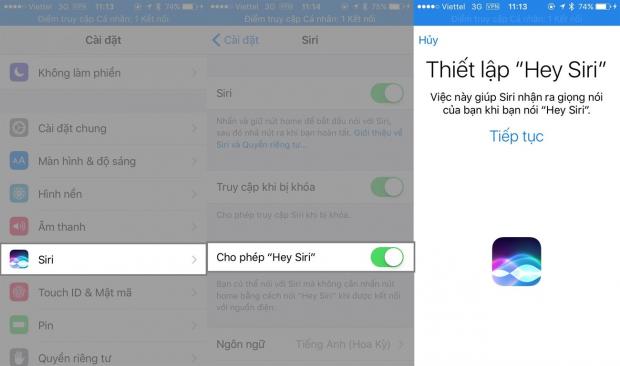 Viettel 3G VPN 11:13 74%
Điểm truy cập Cá nhân: 1 Kết nối
Cài đặt
Không làm phiền
Cài đặt chung
AA Màn hình & độ sáng
Hình nền
Âm thanh
Siri
Touch ID & Mật mã
Pin
Quyền riêng tư
Viettel 3G VPN 11:14 74%
Điểm truy cập Cá nhân: 1 Kết nối
Cài đặt Siri
Siri
Nhấn và giữ nút home để bắt đầu nói với Siri,
sau đó nhả nút ra khi bạn hoàn tất. Giới thiệu về
Siri và Quyền riêng tư...
Truy cập khi bị khóa
Cho phép truy cập Siri khi bị khóa.
Cho phép “Hey Siri”
Bạn có thể nói với Siri mà không cần nhấn nút
home bằng cách nói “Hey Siri” khi được kết nối
với nguồn điện.
Ngôn ngữ Tiếng Anh (Hoa Kỳ)
Viettel 3G VPN 11:13 75%
Điểm truy cập Cá nhân: 1 Kết nối
Hủy
Thiết lập “Hey Siri”
Việc này giúp Siri nhận ra giọng nói
của bạn khi bạn nói “Hey Siri”.
Tiếp tục